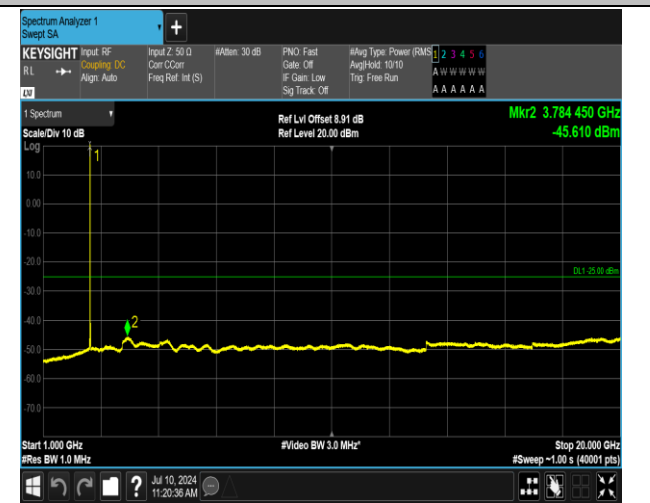 Spectrum Analyzer 1
Swept SA
+
KEYSIGHT Input: RF Input Z: 50 Ω #Atten: 30 dB PNO: Fast #Avg Type: Power (RMS 1 2 3 4 5 6
RL Coupling: DC Corr CCorr Gate: Off Avg|Hold: 10/10 A W W W W W
Align: Auto Freq Ref: Int (S) IF Gain: Low Trig: Free Run
Sig Track: Off A A A A A A
LXI
1 Spectrum Ref Lvl Offset 8.91 dB Mkr2 3.784 450 GHz
Scale/Div 10 dB Ref Level 20.00 dBm -45.610 dBm
Log
1
10.0
0.00
-10.0
-20.0
DL1 -25.00 dBm
-30.0
-40.0
2
-50.0
-60.0
-70.0
Start 1.000 GHz #Video BW 3.0 MHz* Stop 20.000 GHz
#Res BW 1.0 MHz #Sweep ~1.00 s (40001 pts)
? Jul 10, 2024
11:20:36 AM